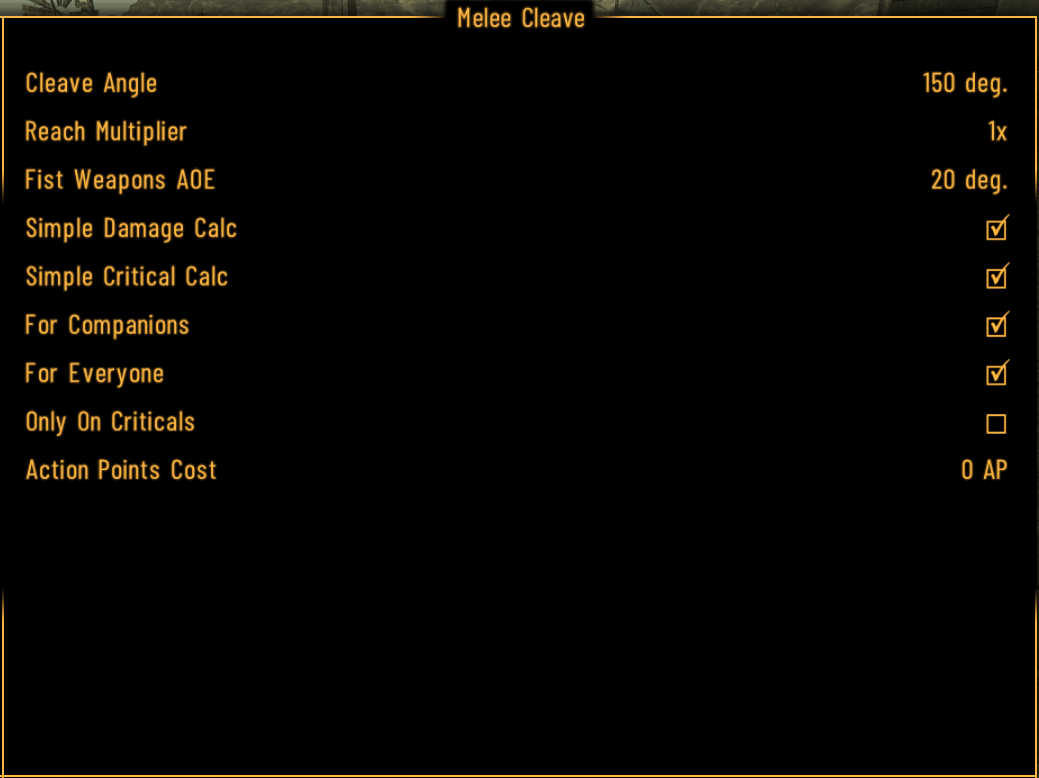 Melee Cleave
Cleave Angle 150 deg.
Reach Multiplier 1x
Fist Weapons AOE 20 deg.
Simple Damage Calc
Simple Critical Calc
For Companions
For Everyone
Only On Criticals
Action Points Cost 0 AP